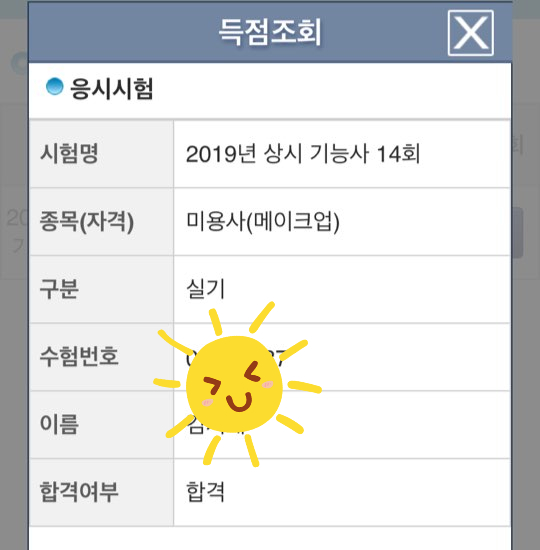 득점조회
응시시험
시험명 2019년 상시 기능사 14회
종목(자격) 미용사(메이크업)
구분 실기
수험번호
이름
합격여부 합격